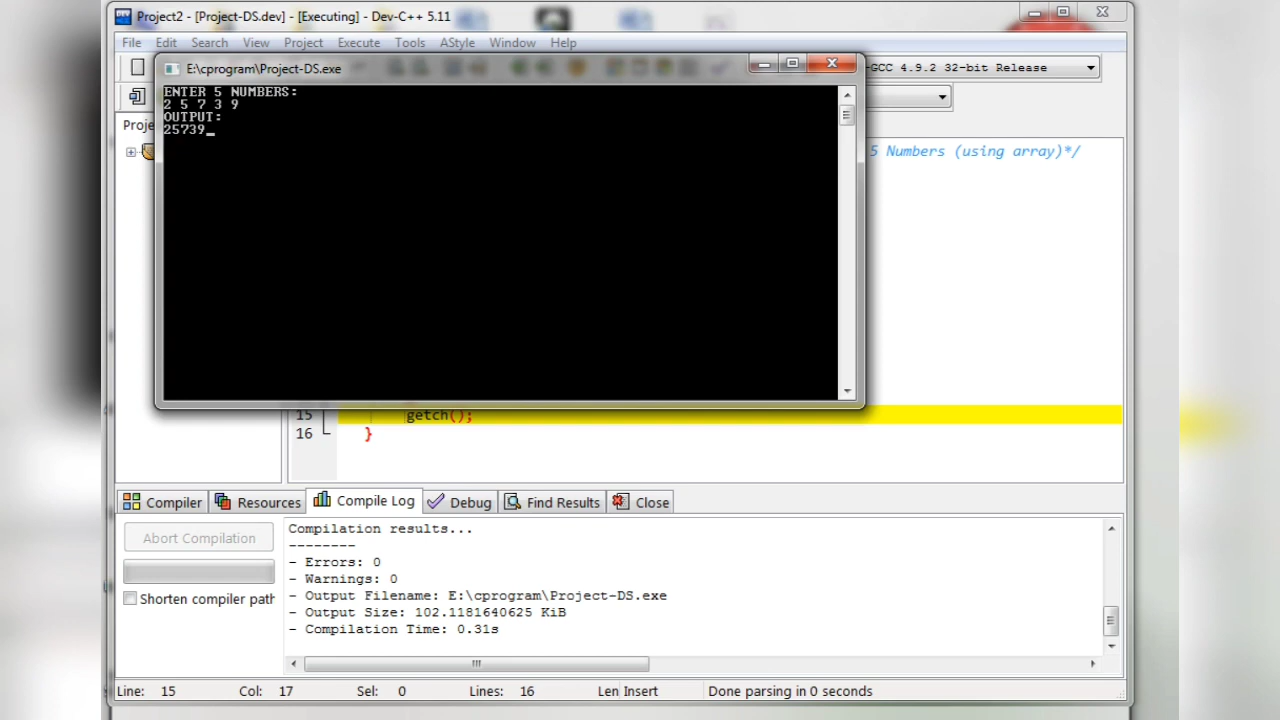 Project2 - [Project-DS.dev] - [Executing] - Dev-C++ 5.11
File Edit Search View Project Execute Tools AStyle Window Help
E:\cprogram\Project-DS.exe
-GCC 4.9.2 32-bit Release
ENTER 5 NUMBERS:
2 5 7 3 9
OUTPUT:
25739_
Proje
5 Numbers (using array)*/
15 getch();
16 }
Compiler Resources Compile Log Debug Find Results Close
Abort Compilation
Shorten compiler path
Compilation results...
--------
- Errors: 0
- Warnings: 0
- Output Filename: E:\cprogram\Project-DS.exe
- Output Size: 102.1181640625 KiB
- Compilation Time: 0.31s
Line: 15 Col: 17 Sel: 0 Lines: 16 Len Insert Done parsing in 0 seconds